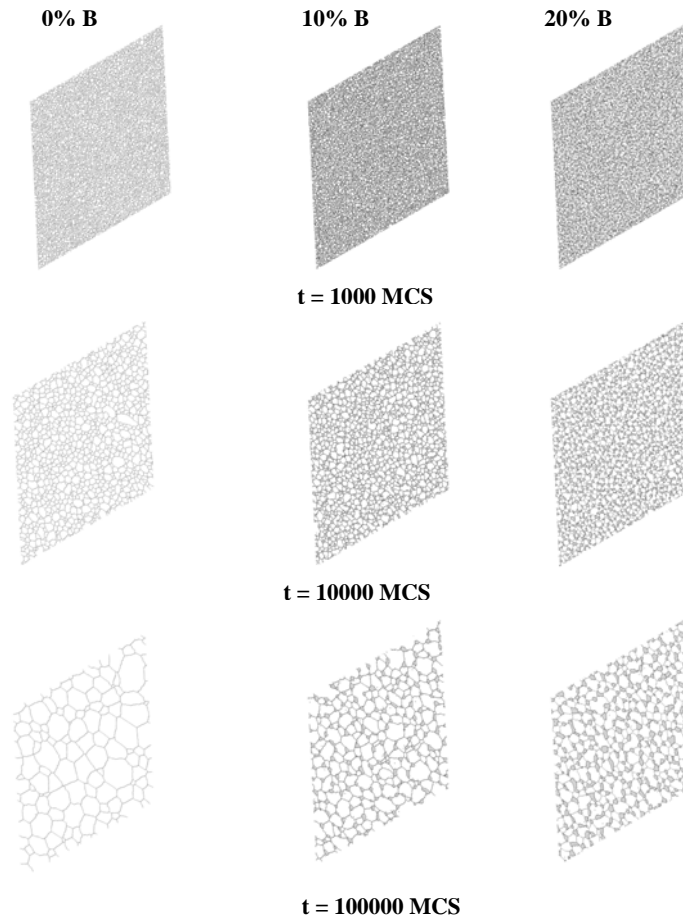 0% B 10% B 20% B
t = 1000 MCS
t = 10000 MCS
t = 100000 MCS